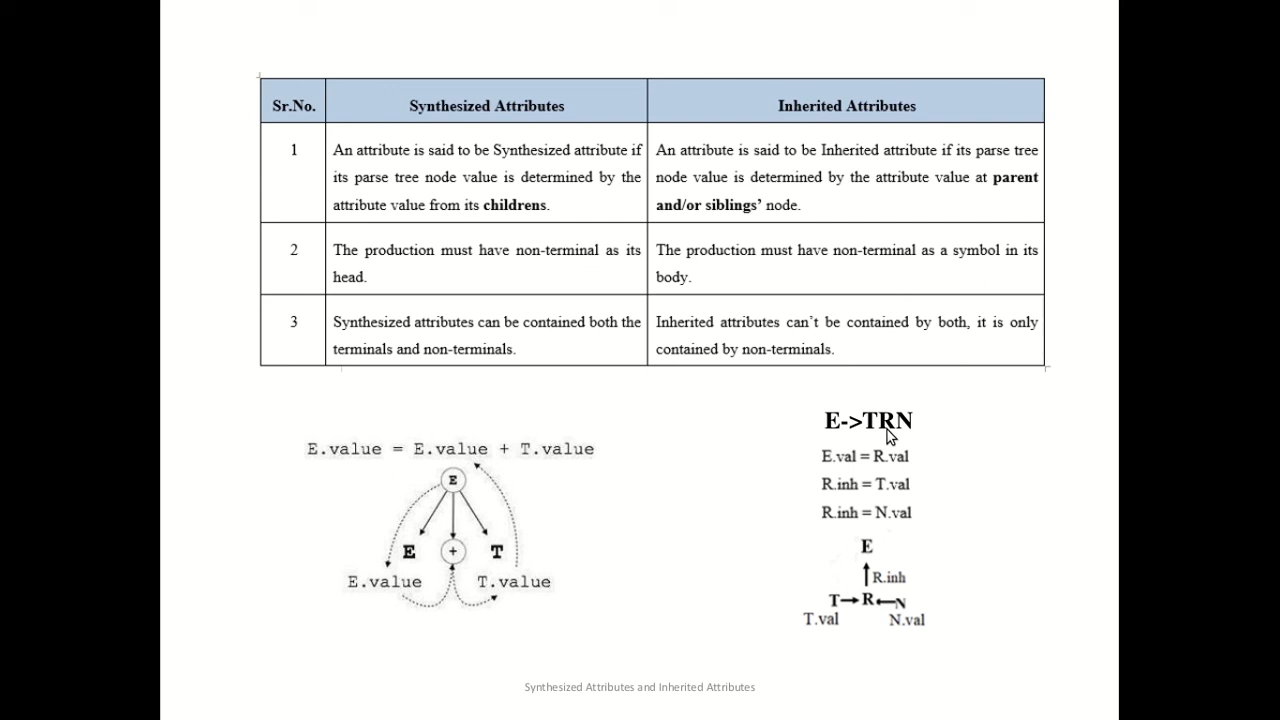 Sr.No. Synthesized Attributes Inherited Attributes
1
An attribute is said to be Synthesized attribute if
its parse tree node value is determined by the
attribute value from its childrens.
An attribute is said to be Inherited attribute if its parse tree
node value is determined by the attribute value at parent
and/or siblings’ node.
2
The production must have non-terminal as its
head.
The production must have non-terminal as a symbol in its
body.
3
Synthesized attributes can be contained both the
terminals and non-terminals.
Inherited attributes can’t be contained by both, it is only
contained by non-terminals.
E.value = E.value + T.value
E
E + T
E.value T.value
E->TRN
E.val = R.val
R.inh = T.val
R.inh = N.val
E
R.inh
T R N
T.val N.val
Synthesized Attributes and Inherited Attributes